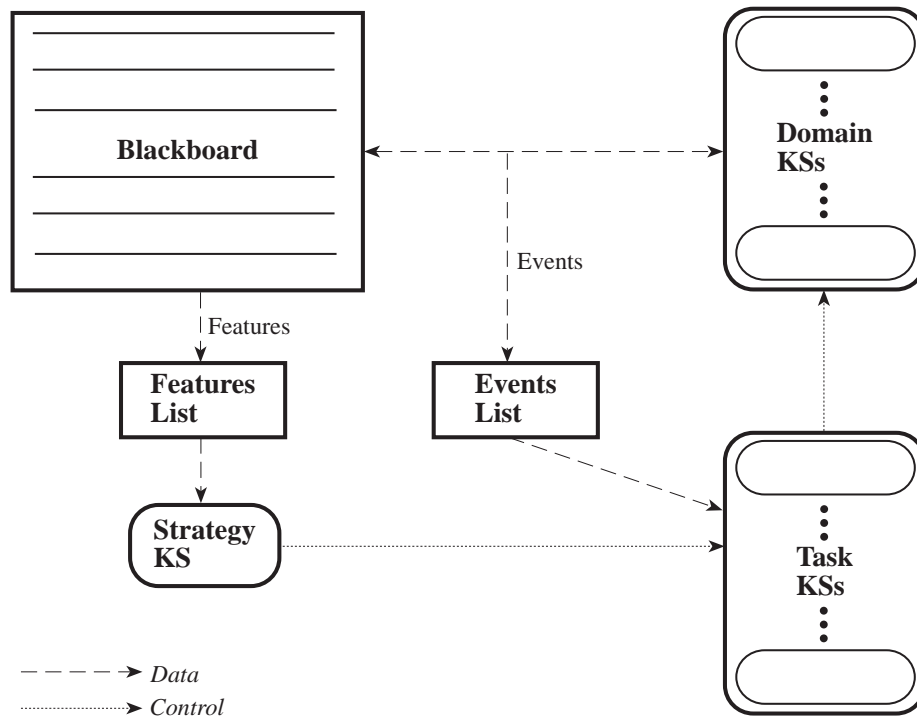 Blackboard
Domain
KSs
Events
Features
Features
List
Events
List
Strategy
KS
Task
KSs
Data
Control